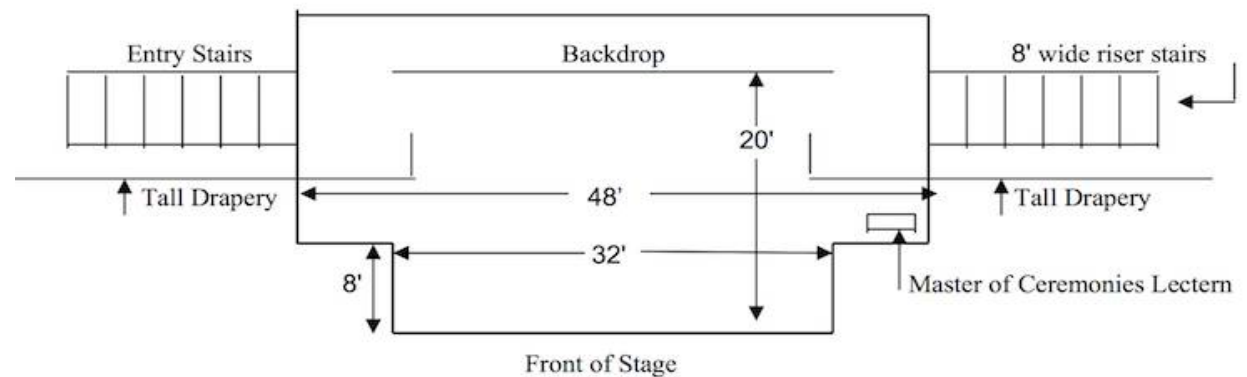 Entry Stairs
Backdrop
8' wide riser stairs
20'
Tall Drapery
48'
Tall Drapery
32'
8'
Master of Ceremonies Lectern
Front of Stage